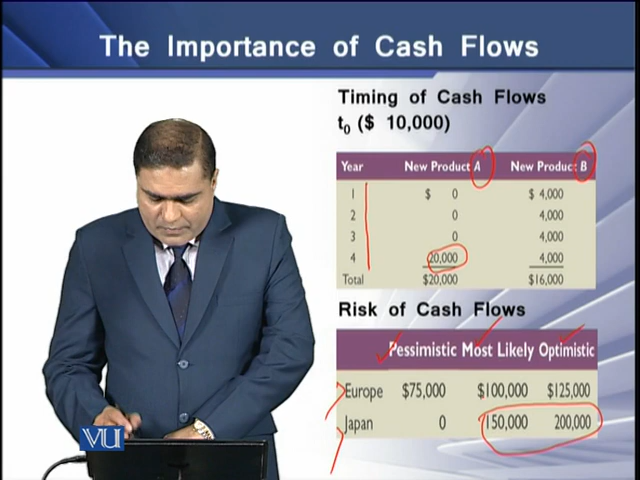 The Importance of Cash Flows
Timing of Cash Flows
t0 ($ 10,000)
Year New Product A New Product B
1 $ 0 $ 4,000
2 0 4,000
3 0 4,000
4 20,000 4,000
Total $20,000 $16,000
Risk of Cash Flows
Pessimistic Most Likely Optimistic
Europe $75,000 $100,000 $125,000
Japan 0 150,000 200,000
VU